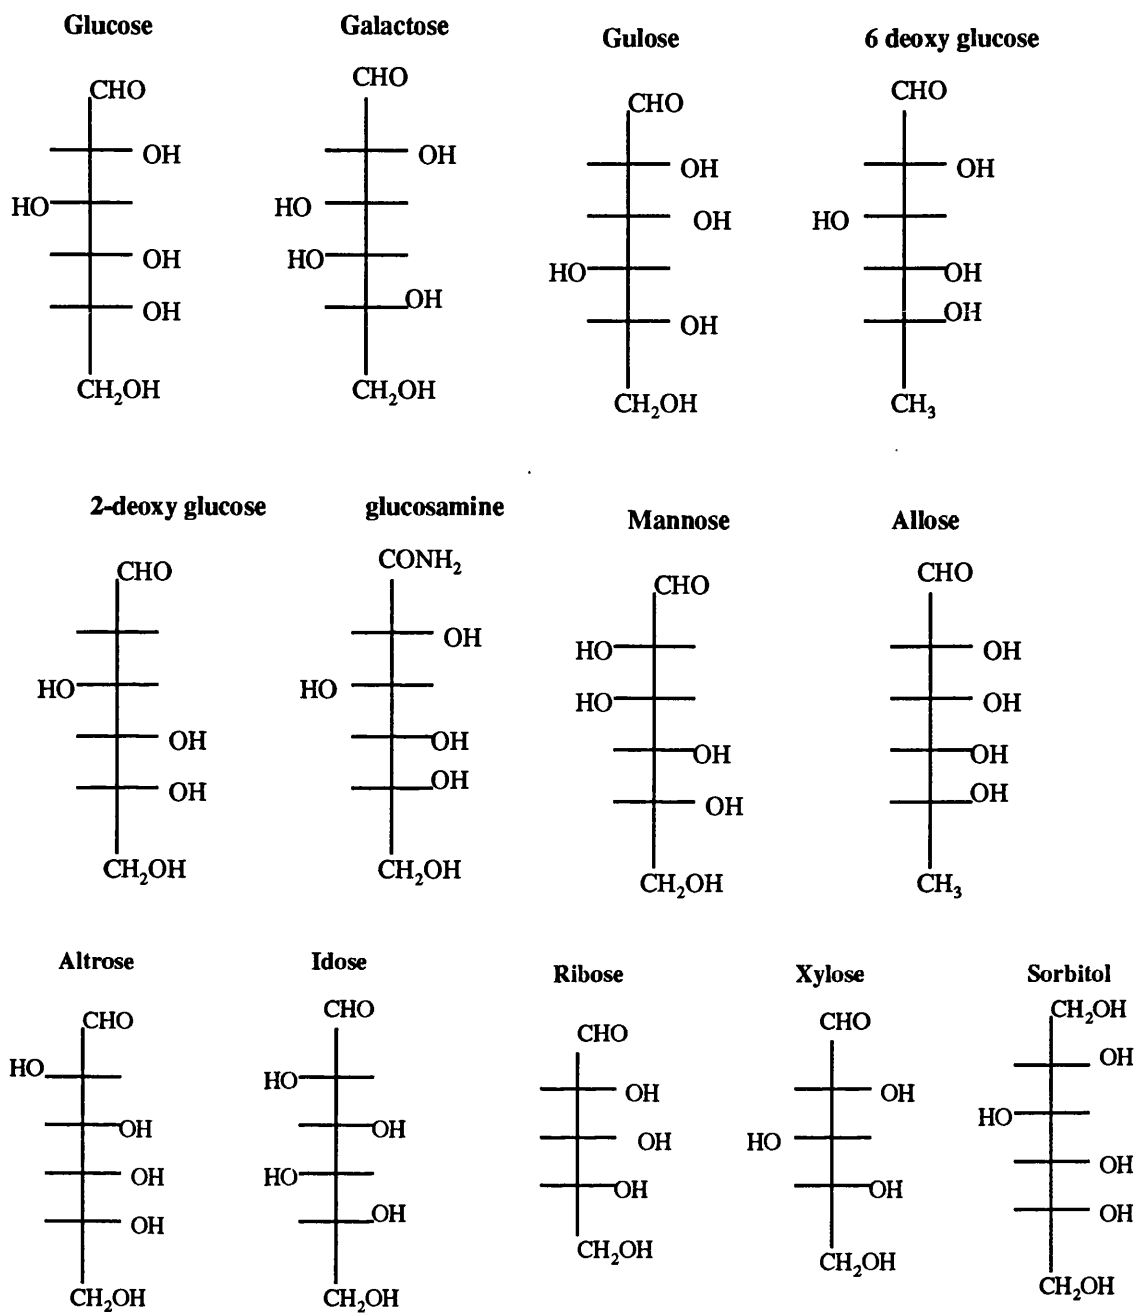 Glucose
CHO
OH
HO
OH
OH
CH₂OH
Galactose
CHO
OH
HO
HO
OH
CH₂OH
Gulose
CHO
OH
OH
HO
OH
CH₂OH
6 deoxy glucose
CHO
OH
HO
OH
OH
CH₃
2-deoxy glucose
CHO
HO
OH
OH
CH₂OH
glucosamine
CONH₂
OH
HO
OH
OH
CH₂OH
Mannose
CHO
HO
HO
OH
OH
CH₂OH
Allose
CHO
OH
OH
OH
OH
CH₃
Altrose
CHO
HO
OH
OH
OH
CH₂OH
Idose
CHO
HO
OH
HO
OH
CH₂OH
Ribose
CHO
OH
OH
OH
CH₂OH
Xylose
CHO
OH
HO
OH
CH₂OH
Sorbitol
CH₂OH
OH
HO
OH
OH
CH₂OH